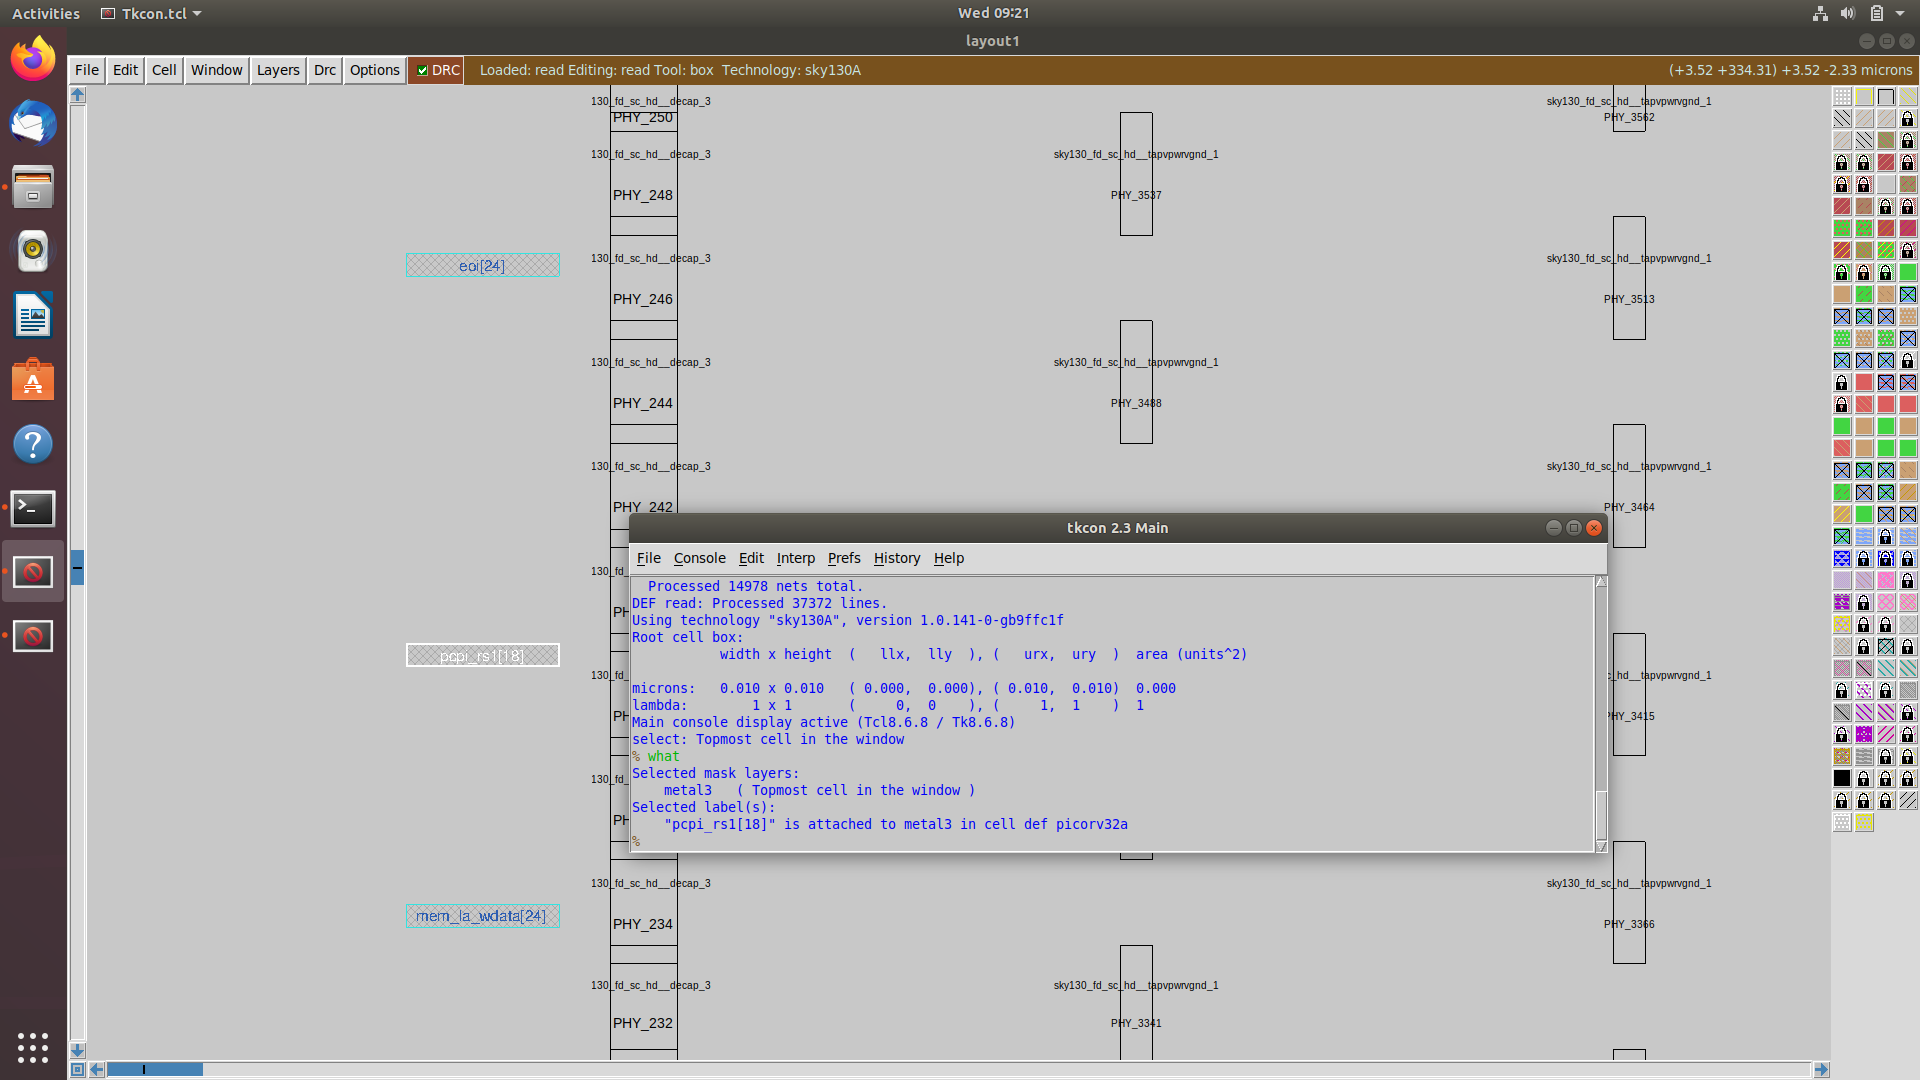 Activities Tkcon.tcl Wed 09:21
layout1
File Edit Cell Window Layers Drc Options DRC Loaded: read Editing: read Tool: box Technology: sky130A (+3.52 +334.31) +3.52 -2.33 microns
130_fd_sc_hd__decap_3 sky130_fd_sc_hd__tapvpwrvgnd_1
PHY_250 PHY_3562
130_fd_sc_hd__decap_3 sky130_fd_sc_hd__tapvpwrvgnd_1
PHY_248 PHY_3537
130_fd_sc_hd__decap_3 sky130_fd_sc_hd__tapvpwrvgnd_1
eoi[24]
PHY_246 PHY_3513
130_fd_sc_hd__decap_3 sky130_fd_sc_hd__tapvpwrvgnd_1
PHY_244 PHY_3488
130_fd_sc_hd__decap_3 sky130_fd_sc_hd__tapvpwrvgnd_1
PHY_242 PHY_3464
tkcon 2.3 Main
File Console Edit Interp Prefs History Help
130
Processed 14978 nets total.
DEF read: Processed 37372 lines.
PH
Using technology "sky130A", version 1.0.141-0-gb9ffc1f
Root cell box:
width x height ( llx, lly ), ( urx, ury ) area (units^2)
pcpi_rs1[18]
130 sc_hd__tapvpwrvgnd_1
microns: 0.010 x 0.010 ( 0.000, 0.000), ( 0.010, 0.010) 0.000
lambda: 1 x 1 ( 0, 0 ), ( 1, 1 ) 1
PH PHY_3415
Main console display active (Tcl8.6.8 / Tk8.6.8)
select: Topmost cell in the window
% what
Selected mask layers:
130
metal3 ( Topmost cell in the window )
Selected label(s):
PH
"pcpi_rs1[18]" is attached to metal3 in cell def picorv32a
%
130_fd_sc_hd__decap_3 sky130_fd_sc_hd__tapvpwrvgnd_1
mem_la_wdata[24]
PHY_234 PHY_3366
130_fd_sc_hd__decap_3 sky130_fd_sc_hd__tapvpwrvgnd_1
PHY_232 PHY_3341